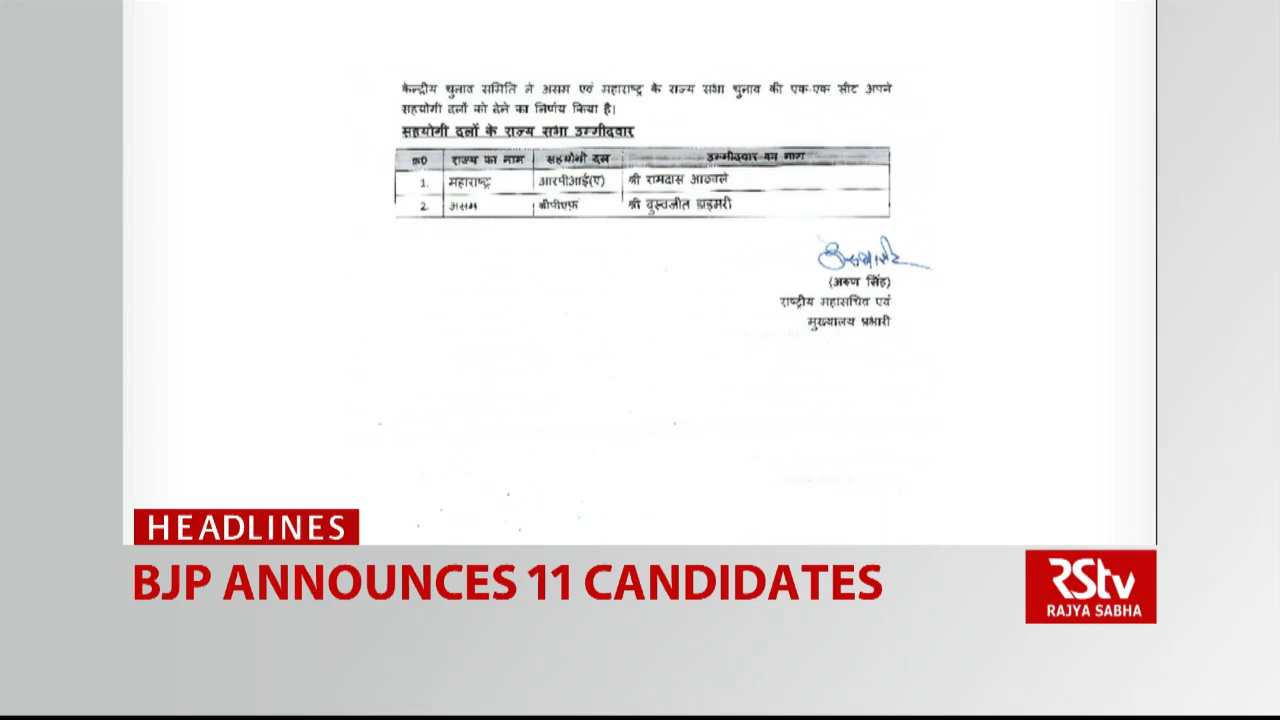 केन्द्रीय चुनाव समिति ने असम एवं महाराष्ट्र के राज्य सभा चुनाव की एक-एक सीट अपने
सहयोगी दलों को देने का निर्णय किया है।
सहयोगी दलों के राज्य सभा उम्मीदवार
क्र0 राज्य का नाम सहयोगी दल उम्मीदवार का नाम
1. महाराष्ट्र आरपीआई(ए) श्री रामदास आठवले
2. असम बीपीएफ़ श्री वुस्वजीत डाइमरी
(अरुण सिंह)
राष्ट्रीय महासचिव एवं
मुख्यालय प्रभारी
HEADLINES
BJP ANNOUNCES 11 CANDIDATES
RStv
RAJYA SABHA